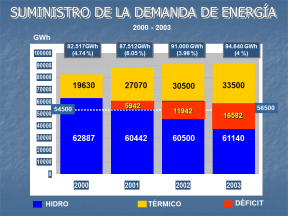 SUMINISTRO DE LA DEMANDA DE ENERGÍA
2000 - 2003
GWh
82.517GWh 87.512GWh 91.000 GWh 94.640 GWh
(4.74 %) (6.05 %) (3.98 %) (4 %)
100000
90000
80000
70000
60000
50000
40000
30000
20000
10000
0
19630 27070 30500 33500
5942 11942 16582
54500 56500
62887 60442 60500 61140
2000 2001 2002 2003
HIDRO TÉRMICO DÉFICIT